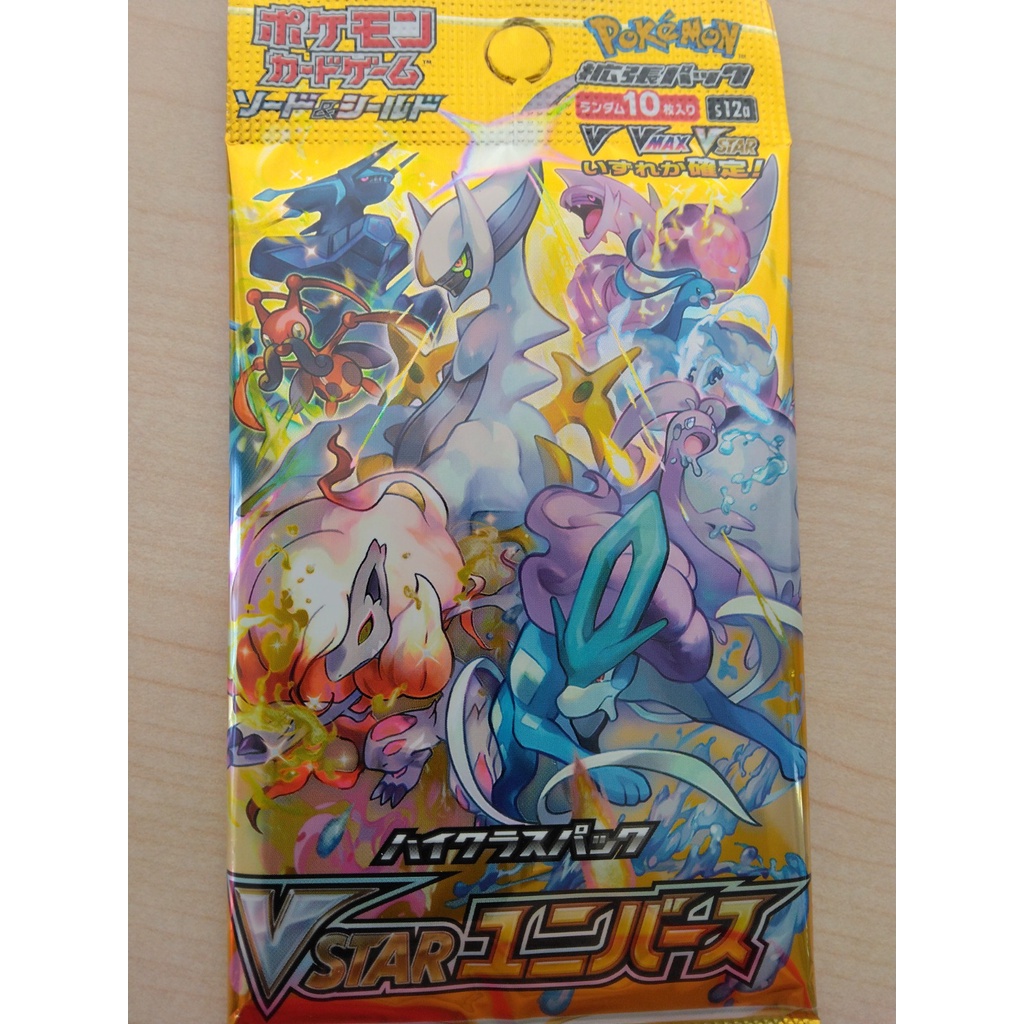 ポケモン
カードゲーム™
ソード&シールド
POKÉMON™
拡張パック
ランダム10枚入り s12a
V VMAX VSTAR
いずれか確定!
ハイクラスパック
VSTARユニバース